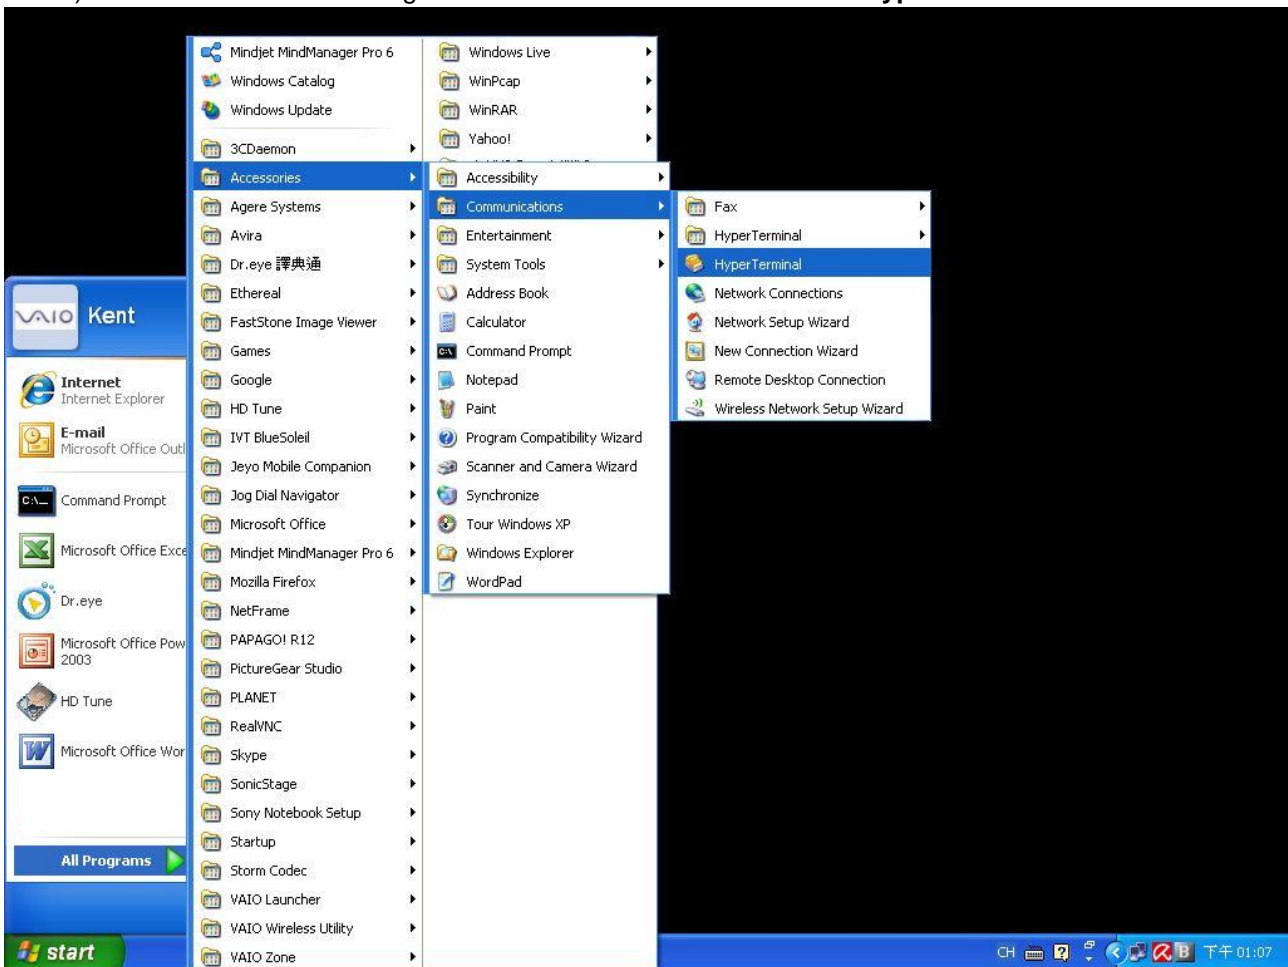 Mindjet MindManager Pro 6
Windows Catalog
Windows Update
3CDaemon
Accessories
Agere Systems
Avira
Dr.eye 譯典通
Ethereal
FastStone Image Viewer
Games
Google
HD Tune
IVT BlueSoleil
Jeyo Mobile Companion
Jog Dial Navigator
Microsoft Office
Mindjet MindManager Pro 6
Mozilla Firefox
NetFrame
PAPAGO! R12
PictureGear Studio
PLANET
RealVNC
Skype
SonicStage
Sony Notebook Setup
Startup
Storm Codec
VAIO Launcher
VAIO Wireless Utility
VAIO Zone
Windows Live
WinPcap
WinRAR
Yahoo!
Accessibility
Communications
Entertainment
System Tools
Address Book
Calculator
Command Prompt
Notepad
Paint
Program Compatibility Wizard
Scanner and Camera Wizard
Synchronize
Tour Windows XP
Windows Explorer
WordPad
Fax
HyperTerminal
HyperTerminal
Network Connections
Network Setup Wizard
New Connection Wizard
Remote Desktop Connection
Wireless Network Setup Wizard
VAIO
Kent
Internet
Internet Explorer
E-mail
Microsoft Office Outl
C:\
Command Prompt
Microsoft Office Exce
Dr.eye
Microsoft Office Pow
2003
HD Tune
Microsoft Office Wor
All Programs
start
CH
B
下午 01:07